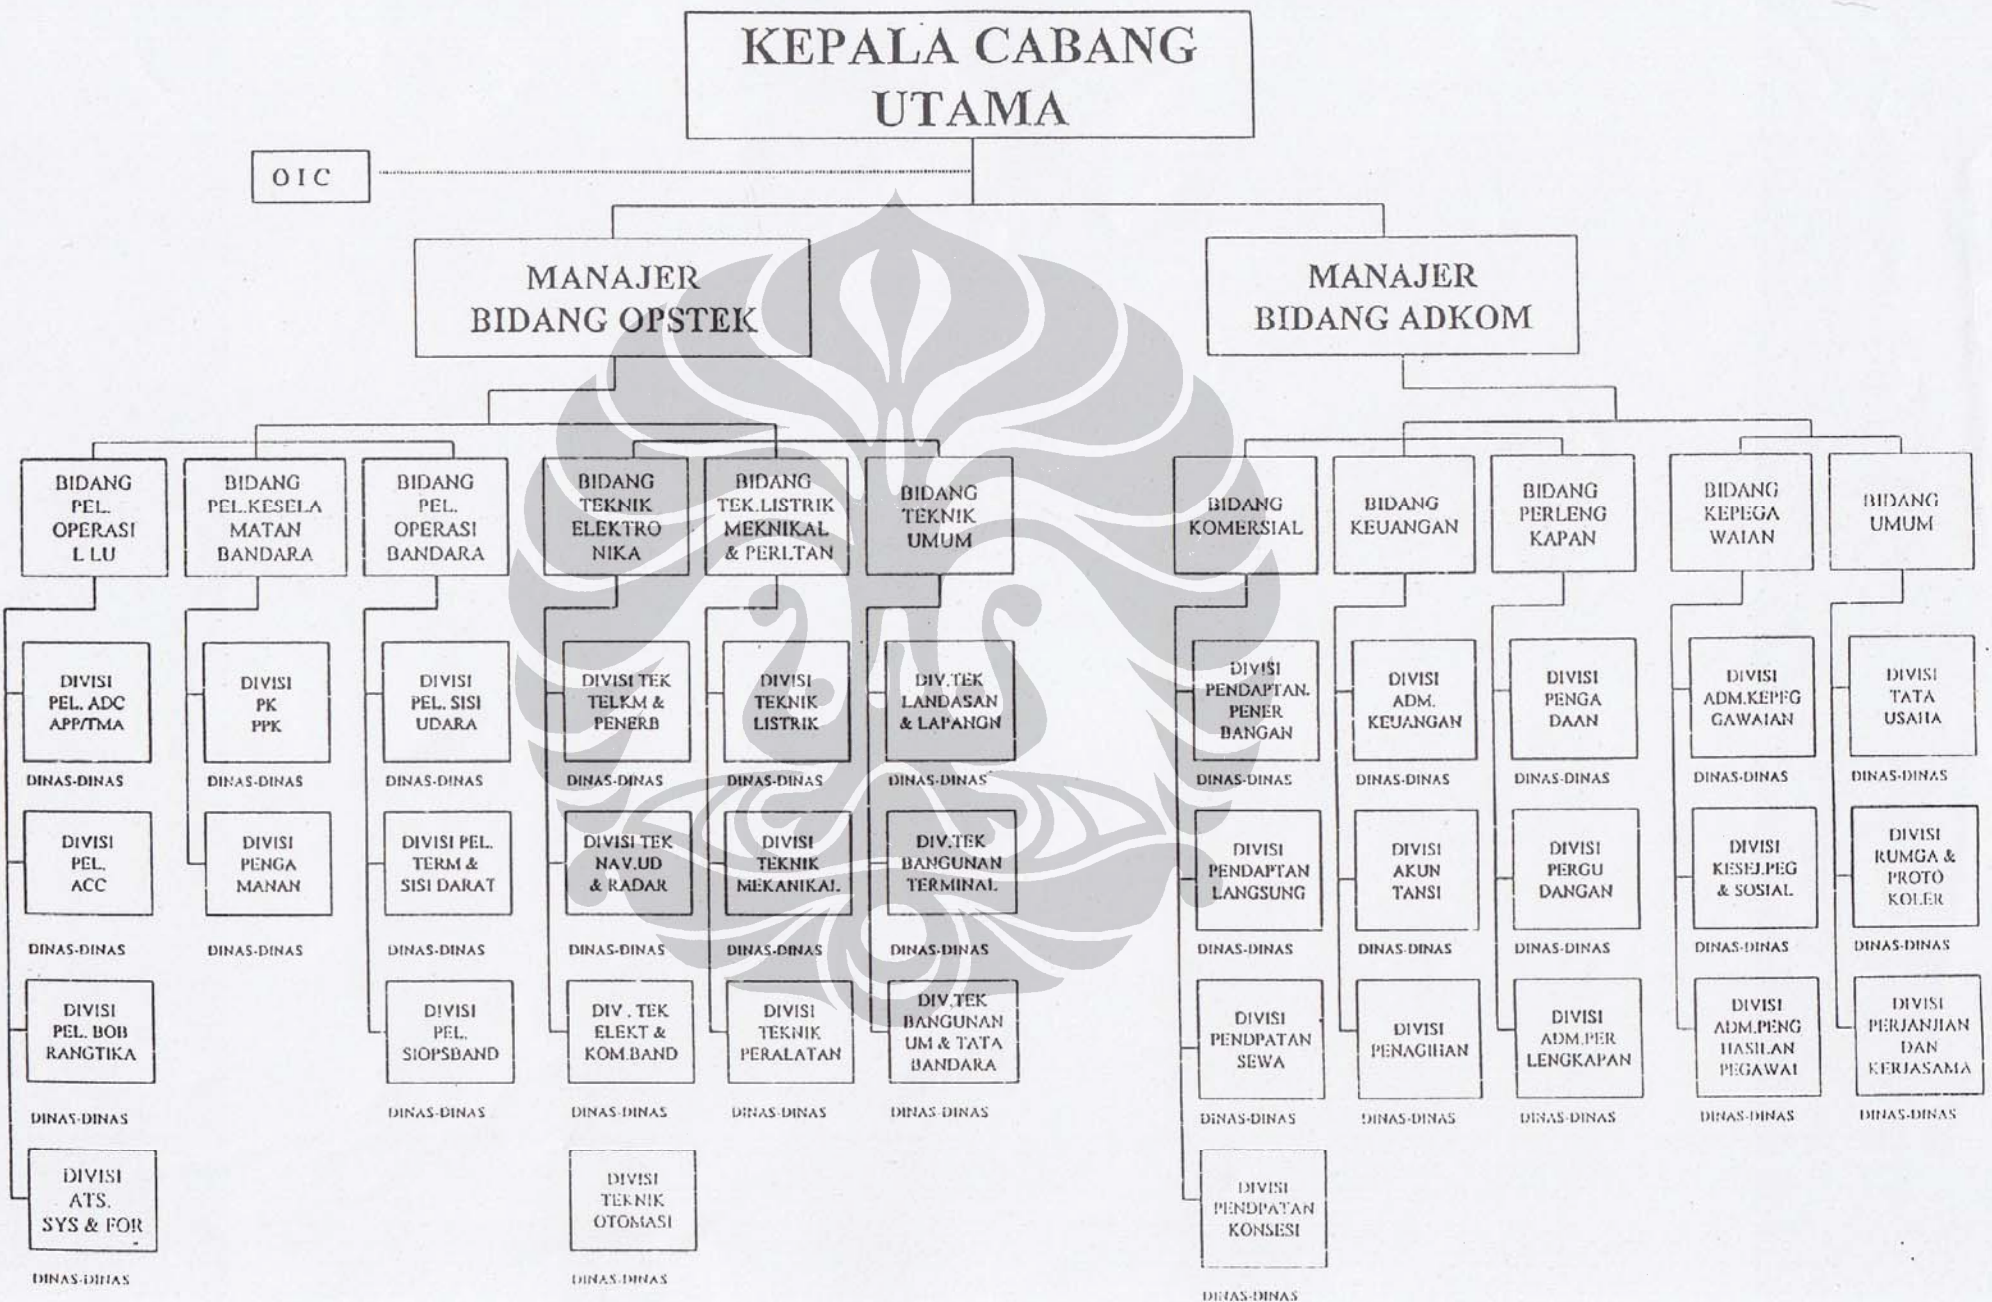 KEPALA CABANG
UTAMA
O I C
MANAJER
BIDANG OPSTEK
MANAJER
BIDANG ADKOM
BIDANG
PEL.
OPERASI
L LU
BIDANG
PEL.KESELA
MATAN
BANDARA
BIDANG
PEL.
OPERASI
BANDARA
BIDANG
TEKNIK
ELEKTRO
NIKA
BIDANG
TEK.LISTRIK
MEKNIKAL
& PERLTAN
BIDANG
TEKNIK
UMUM
BIDANG
KOMERSIAL
BIDANG
KEUANGAN
BIDANG
PERLENG
KAPAN
BIDANG
KEPEGA
WAIAN
BIDANG
UMUM
DIVISI
PEL. ADC
APP/TMA
DIVISI
PK
PPK
DIVISI
PEL. SISI
UDARA
DIVISI TEK
TELKM &
PENERB
DIVISI
TEKNIK
LISTRIK
DIV.TEK
LANDASAN
& LAPANGN
DIVISI
PENDAPTAN.
PENER
BANGAN
DIVISI
ADM.
KEUANGAN
DIVISI
PENGA
DAAN
DIVISI
ADM.KEPEG
GAWAIAN
DIVISI
TATA
USAHA
DINAS-DINAS
DINAS-DINAS
DINAS-DINAS
DINAS-DINAS
DINAS-DINAS
DINAS-DINAS
DINAS-DINAS
DINAS-DINAS
DINAS-DINAS
DINAS-DINAS
DINAS-DINAS
DIVISI
PEL.
ACC
DIVISI
PENGA
MANAN
DIVISI PEL.
TERM &
SISI DARAT
DIVISI TEK
NAV.UD
& RADAR
DIVISI
TEKNIK
MEKANIKAL
DIV.TEK
BANGUNAN
TERMINAL
DIVISI
PENDAPTAN
LANGSUNG
DIVISI
AKUN
TANSI
DIVISI
PERGU
DANGAN
DIVISI
KESEJ.PEG
& SOSIAL
DIVISI
RUMGA &
PROTO
KOLER
DINAS-DINAS
DINAS-DINAS
DINAS-DINAS
DINAS-DINAS
DINAS-DINAS
DINAS-DINAS
DINAS-DINAS
DINAS-DINAS
DINAS-DINAS
DINAS-DINAS
DINAS-DINAS
DIVISI
PEL. BOB
RANGTIKA
DIVISI
PEL.
SIOPSBAND
DIV . TEK
ELEKT &
KOM.BAND
DIVISI
TEKNIK
PERALATAN
DIV.TEK
BANGUNAN
UM & TATA
BANDARA
DIVISI
PENDPATAN
SEWA
DIVISI
PENAGIHAN
DIVISI
ADM.PER
LENGKAPAN
DIVISI
ADM.PENG
HASILAN
PEGAWAI
DIVISI
PERJANJIAN
DAN
KERJASAMA
DINAS-DINAS
DINAS-DINAS
DINAS-DINAS
DINAS-DINAS
DINAS-DINAS
DINAS-DINAS
DINAS-DINAS
DINAS-DINAS
DINAS-DINAS
DINAS-DINAS
DIVISI
ATS.
SYS & FOR
DIVISI
TEKNIK
OTOMASI
DIVISI
PENDPATAN
KONSESI
DINAS-DINAS
DINAS-DINAS
DINAS-DINAS